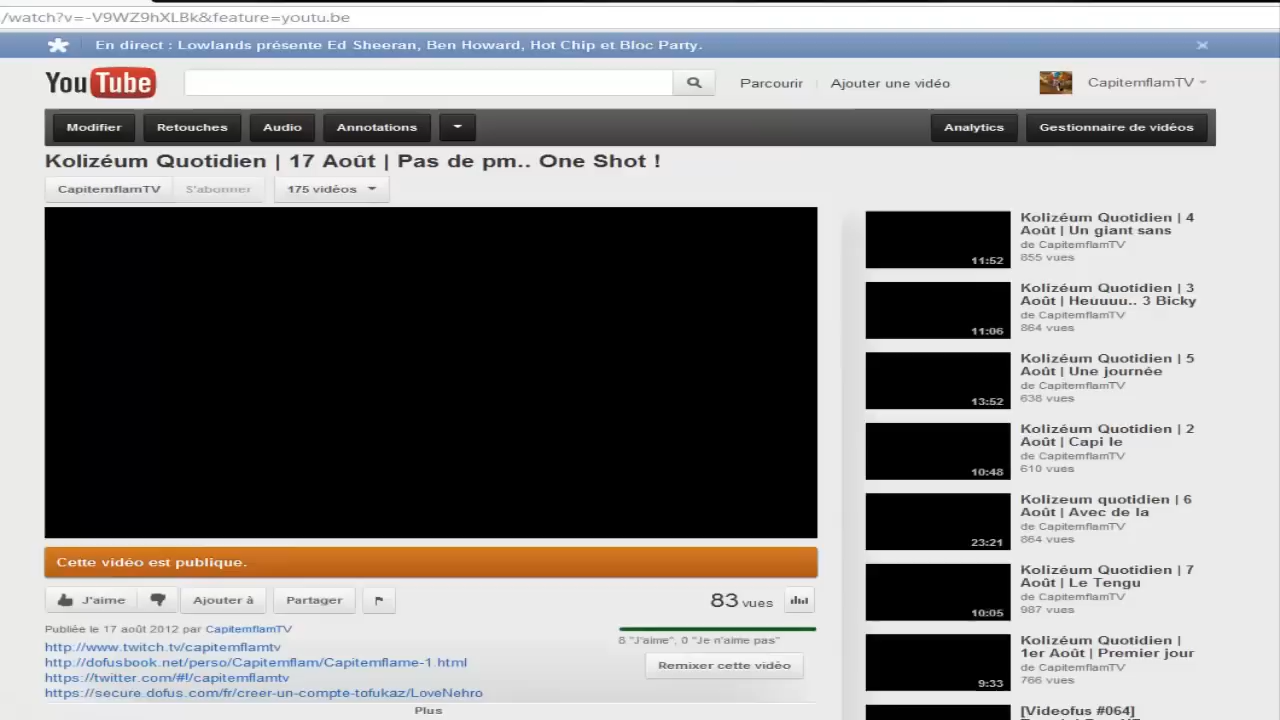 /watch?v=-V9WZ9hXLBk&feature=youtu.be
En direct : Lowlands présente Ed Sheeran, Ben Howard, Hot Chip et Bloc Party.
YouTube
Parcourir | Ajouter une vidéo
CapitemflamTV
Modifier Retouches Audio Annotations
Analytics Gestionnaire de vidéos
Kolizéum Quotidien | 17 Août | Pas de pm.. One Shot !
CapitemflamTV S'abonner 175 vidéos
Kolizéum Quotidien | 4
Août | Un giant sans
de CapitemflamTV
855 vues
11:52
Kolizéum Quotidien | 3
Août | Heuuuu.. 3 Bicky
de CapitemflamTV
864 vues
11:06
Kolizéum Quotidien | 5
Août | Une journée
de CapitemflamTV
638 vues
13:52
Kolizéum Quotidien | 2
Août | Capi le
de CapitemflamTV
610 vues
10:48
Kolizeum quotidien | 6
Août | Avec de la
de CapitemflamTV
864 vues
23:21
Kolizéum Quotidien | 7
Août | Le Tengu
de CapitemflamTV
987 vues
10:05
Kolizéum Quotidien |
1er Août | Premier jour
de CapitemflamTV
766 vues
9:33
[Videofus #064]
Cette vidéo est publique.
J'aime Ajouter à Partager
83 vues
Publiée le 17 août 2012 par CapitemflamTV
8 "J'aime", 0 "Je n'aime pas"
http://www.twitch.tv/capitemflamtv
http://dofusbook.net/perso/Capitemflam/Capitemflame-1.html
https://twitter.com/#!/capitemflamtv
https://secure.dofus.com/fr/creer-un-compte-tofukaz/LoveNehro
Remixer cette vidéo
Plus